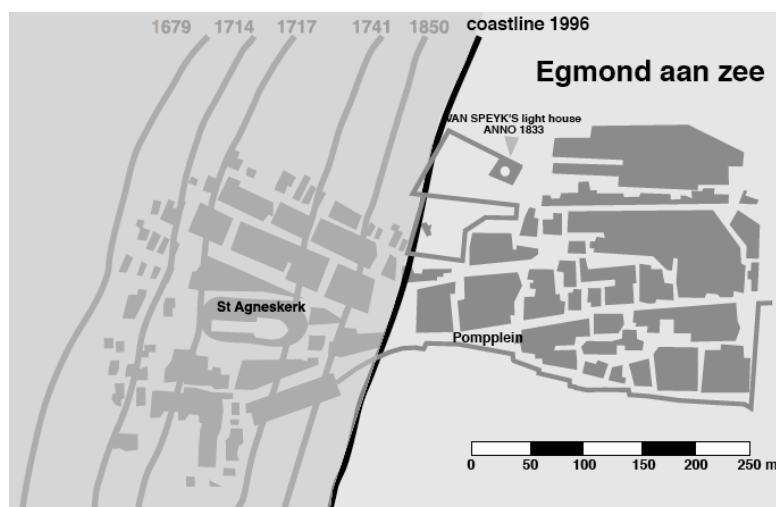 1679 1714 1717 1741 1850 coastline 1996
Egmond aan zee
VAN SPEYK'S light house
ANNO 1833
St Agneskerk
Pompplein
0 50 100 150 200 250 m